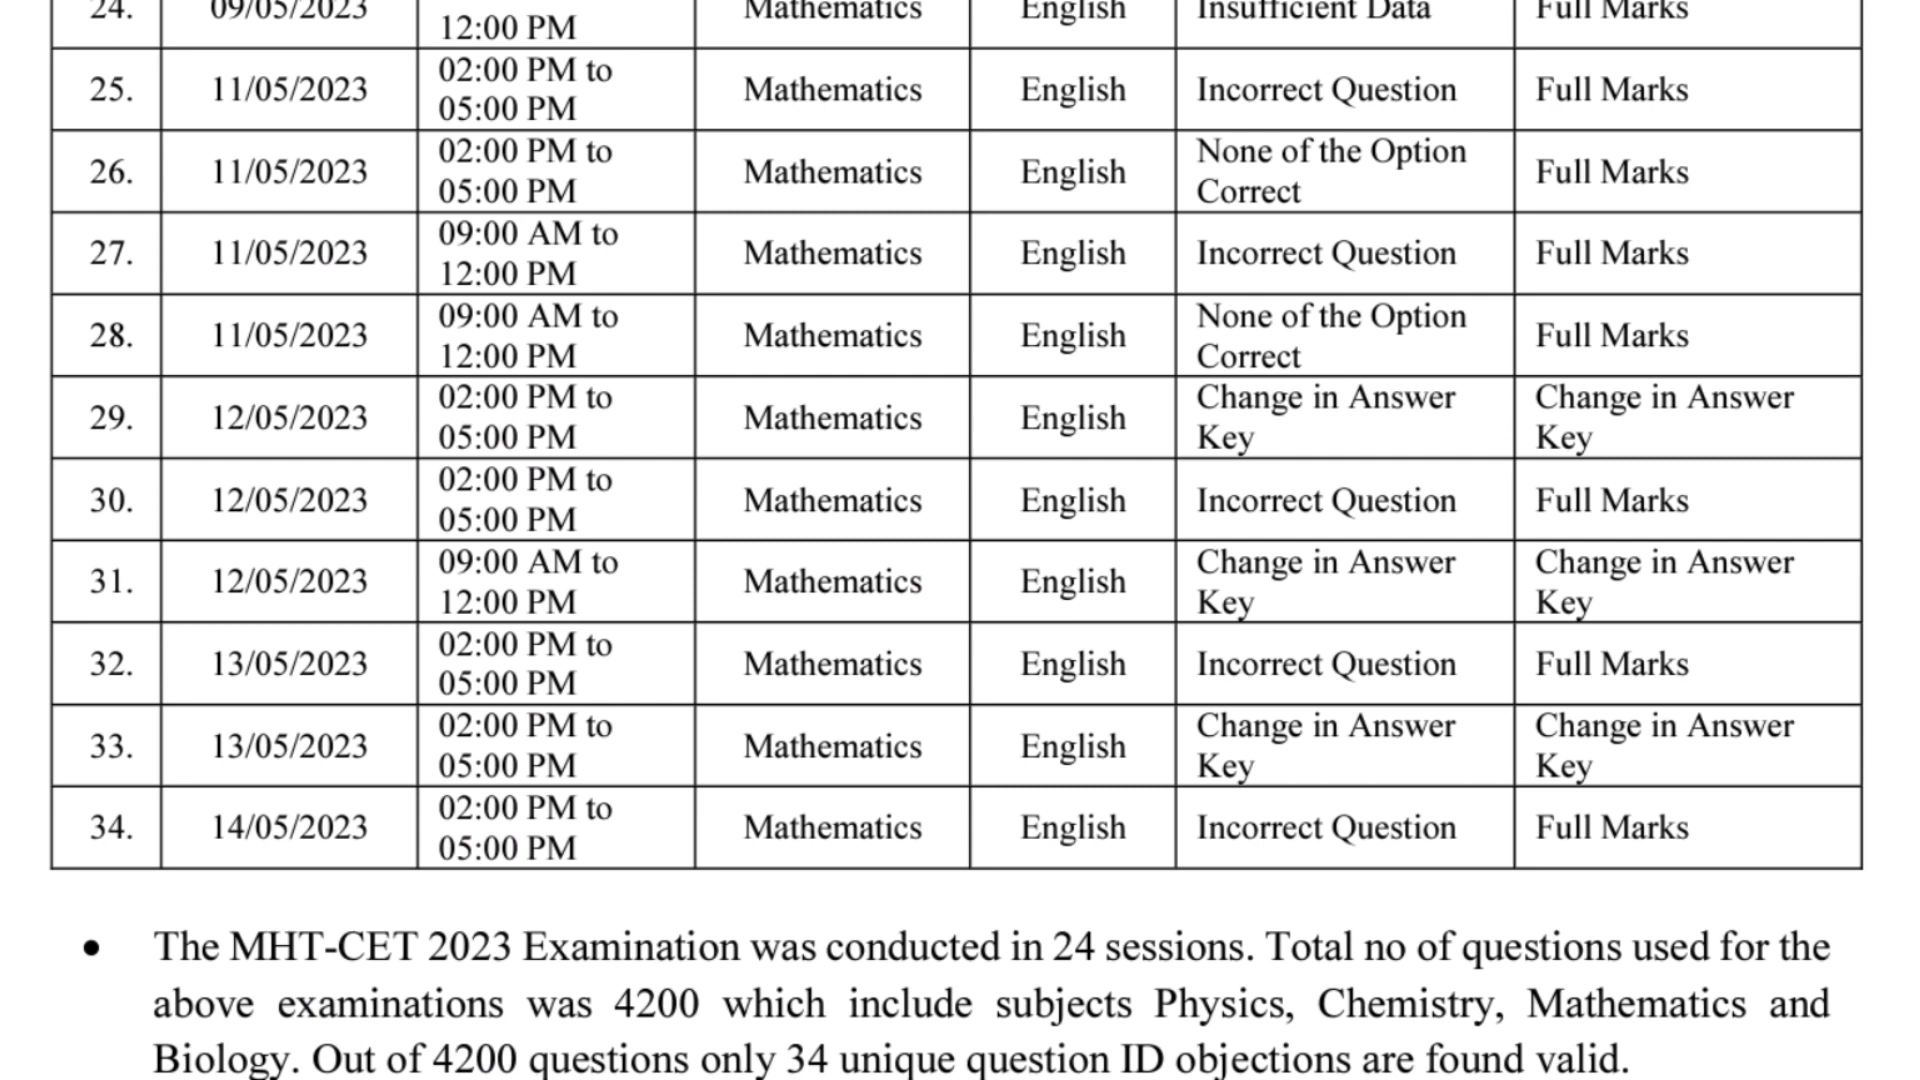 24. 09/05/2023 12:00 PM Mathematics English Insufficient Data Full Marks
25. 11/05/2023 02:00 PM to 05:00 PM Mathematics English Incorrect Question Full Marks
26. 11/05/2023 02:00 PM to 05:00 PM Mathematics English None of the Option Correct Full Marks
27. 11/05/2023 09:00 AM to 12:00 PM Mathematics English Incorrect Question Full Marks
28. 11/05/2023 09:00 AM to 12:00 PM Mathematics English None of the Option Correct Full Marks
29. 12/05/2023 02:00 PM to 05:00 PM Mathematics English Change in Answer Key Change in Answer Key
30. 12/05/2023 02:00 PM to 05:00 PM Mathematics English Incorrect Question Full Marks
31. 12/05/2023 09:00 AM to 12:00 PM Mathematics English Change in Answer Key Change in Answer Key
32. 13/05/2023 02:00 PM to 05:00 PM Mathematics English Incorrect Question Full Marks
33. 13/05/2023 02:00 PM to 05:00 PM Mathematics English Change in Answer Key Change in Answer Key
34. 14/05/2023 02:00 PM to 05:00 PM Mathematics English Incorrect Question Full Marks
• The MHT-CET 2023 Examination was conducted in 24 sessions. Total no of questions used for the
above examinations was 4200 which include subjects Physics, Chemistry, Mathematics and
Biology. Out of 4200 questions only 34 unique question ID objections are found valid.